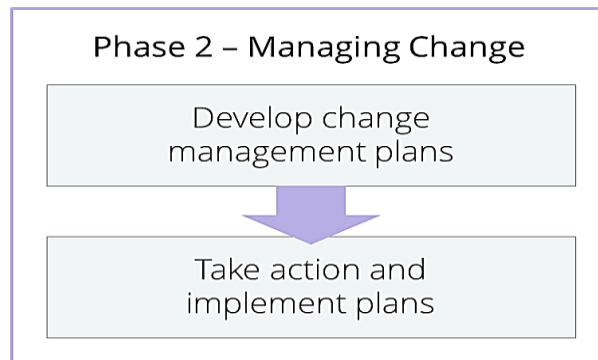 Phase 2 – Managing Change
Develop change
management plans
Take action and
implement plans